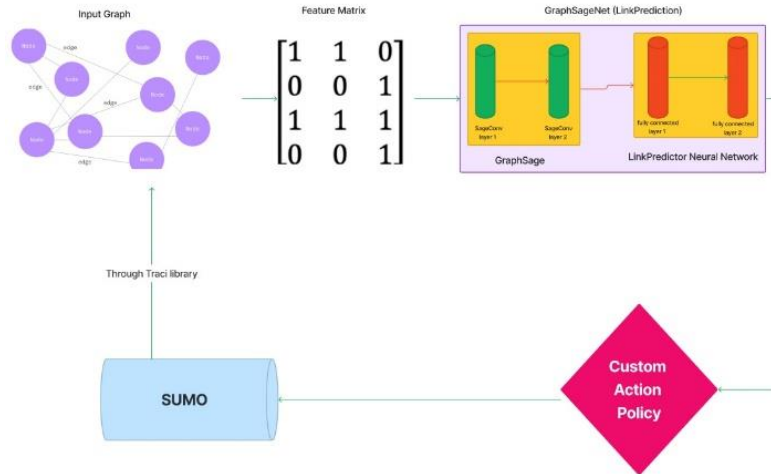 Input Graph
Feature Matrix
GraphSageNet (LinkPrediction)
Node
Node
Node
edge
Node
edge
Node
edge
Node
Node
Node
edge
Node
1 1 0
0 0 1
1 1 1
0 0 1
SageConv
layer 1
SageConv
layer 2
GraphSage
fully connected
layer 1
fully connected
layer 2
LinkPredictor Neural Network
Through Traci library
SUMO
Custom
Action
Policy